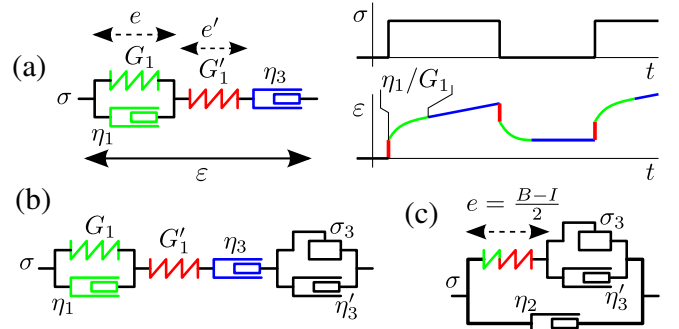 (a)
e
e′
G₁
G′₁
η₃
σ
η₁
ε
σ
t
η₁/G₁
ε
t
(b)
G₁
G′₁
η₃
σ₃
σ
η₁
η′₃
(c)
e = (B−I)/2
σ₃
σ
η′₃
η₂